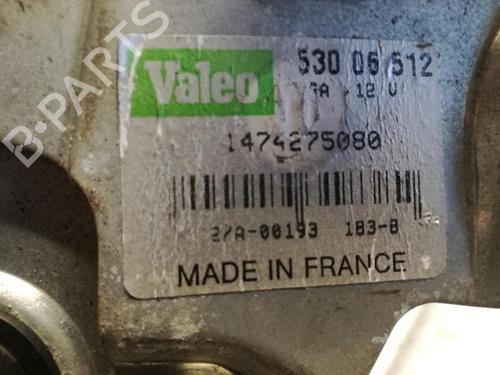 Valeo 530 06 512
12 V
1474275080
2/A-00193 183-B
MADE IN FRANCE
B-PARTS